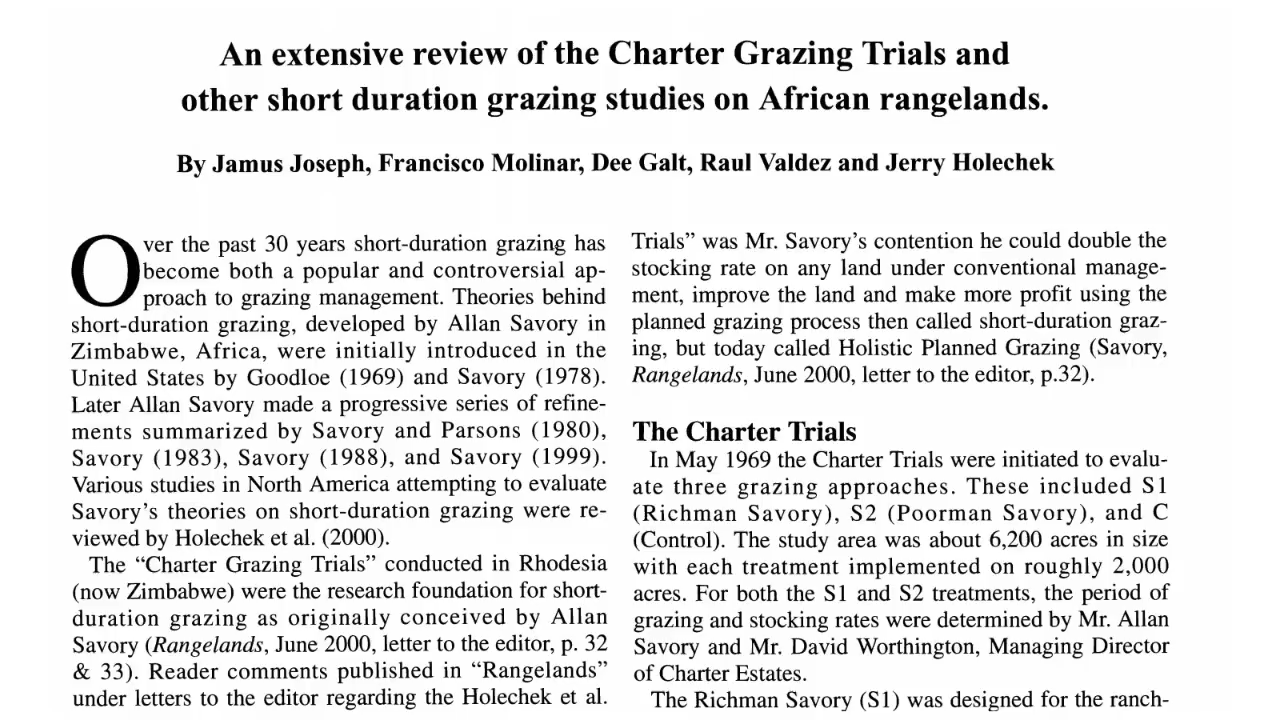 An extensive review of the Charter Grazing Trials and
other short duration grazing studies on African rangelands.
By Jamus Joseph, Francisco Molinar, Dee Galt, Raul Valdez and Jerry Holechek
Over the past 30 years short-duration grazing has
become both a popular and controversial ap-
proach to grazing management. Theories behind
short-duration grazing, developed by Allan Savory in
Zimbabwe, Africa, were initially introduced in the
United States by Goodloe (1969) and Savory (1978).
Later Allan Savory made a progressive series of refine-
ments summarized by Savory and Parsons (1980),
Savory (1983), Savory (1988), and Savory (1999).
Various studies in North America attempting to evaluate
Savory's theories on short-duration grazing were re-
viewed by Holechek et al. (2000).
The “Charter Grazing Trials” conducted in Rhodesia
(now Zimbabwe) were the research foundation for short-
duration grazing as originally conceived by Allan
Savory (Rangelands, June 2000, letter to the editor, p. 32
& 33). Reader comments published in “Rangelands”
under letters to the editor regarding the Holechek et al.
Trials” was Mr. Savory's contention he could double the
stocking rate on any land under conventional manage-
ment, improve the land and make more profit using the
planned grazing process then called short-duration graz-
ing, but today called Holistic Planned Grazing (Savory,
Rangelands, June 2000, letter to the editor, p.32).
The Charter Trials
In May 1969 the Charter Trials were initiated to evalu-
ate three grazing approaches. These included S1
(Richman Savory), S2 (Poorman Savory), and C
(Control). The study area was about 6,200 acres in size
with each treatment implemented on roughly 2,000
acres. For both the S1 and S2 treatments, the period of
grazing and stocking rates were determined by Mr. Allan
Savory and Mr. David Worthington, Managing Director
of Charter Estates.
The Richman Savory (S1) was designed for the ranch-